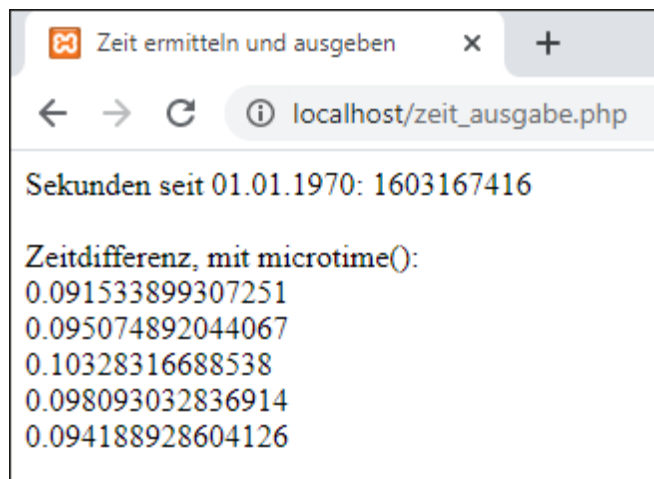 Zeit ermitteln und ausgeben
localhost/zeit_ausgabe.php
Sekunden seit 01.01.1970: 1603167416
Zeitdifferenz, mit microtime():
0.091533899307251
0.095074892044067
0.10328316688538
0.098093032836914
0.094188928604126